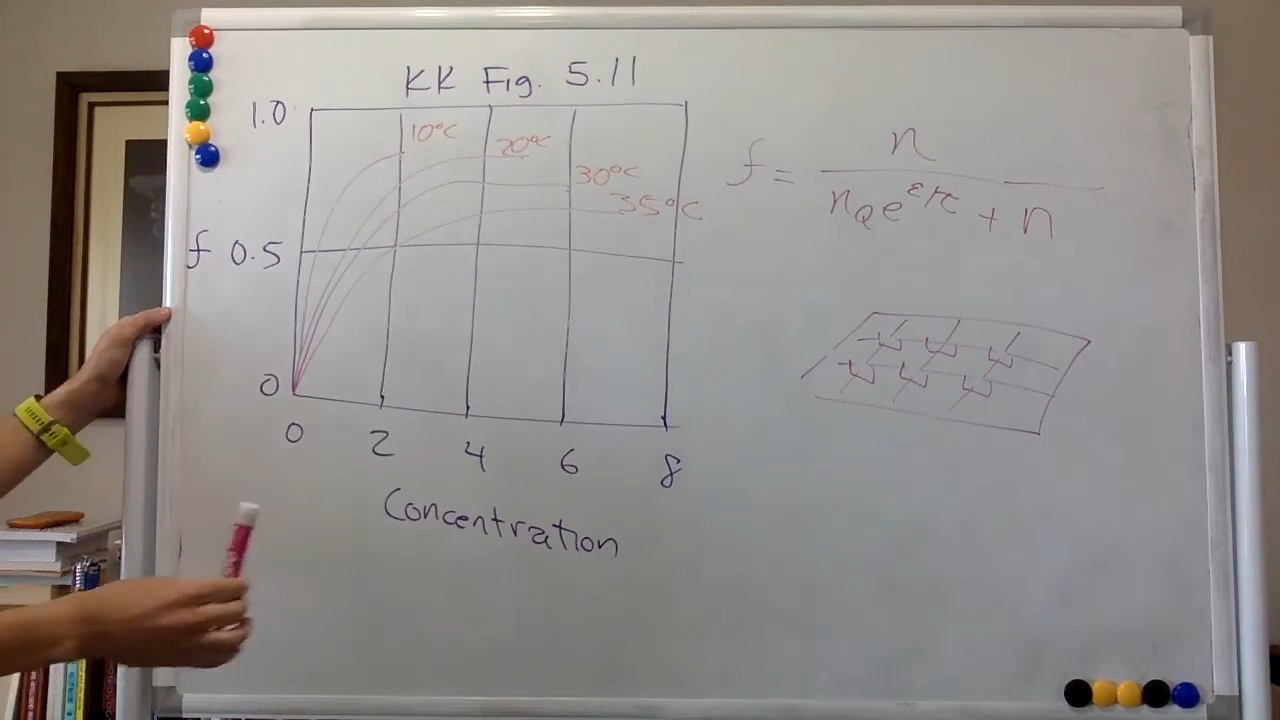 KK Fig. 5.11
1.0
10°C
20°C
30°C
35°C
f 0.5
0
0 2 4 6 8
Concentration
f = n / (n_Q e^{ε/τ} + n)